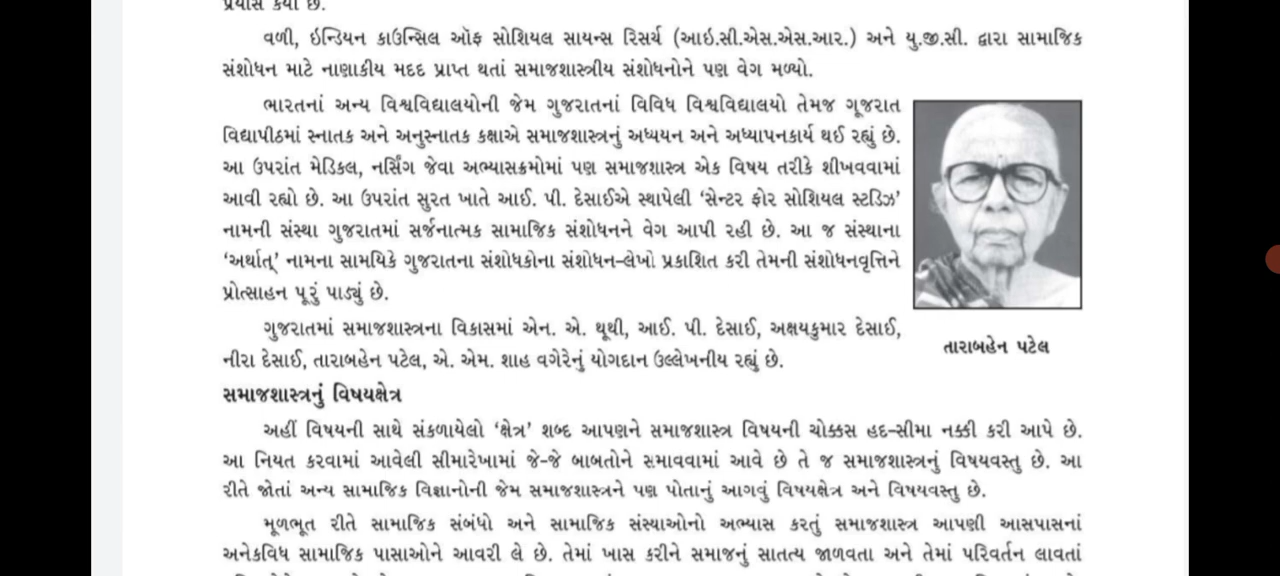 પ્રયાસ કર્યા છે.
વળી, ઇન્ડિયન કાઉન્સિલ ઑફ સોશિયલ સાયન્સ રિસર્ચ (આઇ.સી.એસ.એસ.આર.) અને યુ.જી.સી. દ્વારા સામાજિક
સંશોધન માટે નાણાકીય મદદ પ્રાપ્ત થતાં સમાજશાસ્ત્રીય સંશોધનોને પણ વેગ મળ્યો.
ભારતનાં અન્ય વિશ્વવિદ્યાલયોની જેમ ગુજરાતનાં વિવિધ વિશ્વવિદ્યાલયો તેમજ ગૂજરાત
વિદ્યાપીઠમાં સ્નાતક અને અનુસ્નાતક કક્ષાએ સમાજશાસ્ત્રનું અધ્યયન અને અધ્યાપનકાર્ય થઈ રહ્યું છે.
આ ઉપરાંત મેડિકલ, નર્સિંગ જેવા અભ્યાસક્રમોમાં પણ સમાજશાસ્ત્ર એક વિષય તરીકે શીખવવામાં
આવી રહ્યો છે. આ ઉપરાંત સુરત ખાતે આઈ. પી. દેસાઈએ સ્થાપેલી ‘સેન્ટર ફોર સોશિયલ સ્ટડિઝ’
નામની સંસ્થા ગુજરાતમાં સર્જનાત્મક સામાજિક સંશોધનને વેગ આપી રહી છે. આ જ સંસ્થાના
‘અર્થાત્’ નામના સામયિકે ગુજરાતના સંશોધકોના સંશોધન-લેખો પ્રકાશિત કરી તેમની સંશોધનવૃત્તિને
પ્રોત્સાહન પૂરું પાડ્યું છે.
ગુજરાતમાં સમાજશાસ્ત્રના વિકાસમાં એન. એ. થૂથી, આઈ. પી. દેસાઈ, અક્ષયકુમાર દેસાઈ,
નીરા દેસાઈ, તારાબહેન પટેલ, એ. એમ. શાહ વગેરેનું યોગદાન ઉલ્લેખનીય રહ્યું છે.
તારાબહેન પટેલ
સમાજશાસ્ત્રનું વિષયક્ષેત્ર
અહીં વિષયની સાથે સંકળાયેલો ‘ક્ષેત્ર’ શબ્દ આપણને સમાજશાસ્ત્ર વિષયની ચોક્કસ હદ-સીમા નક્કી કરી આપે છે.
આ નિયત કરવામાં આવેલી સીમારેખામાં જે-જે બાબતોને સમાવવામાં આવે છે તે જ સમાજશાસ્ત્રનું વિષયવસ્તુ છે. આ
રીતે જોતાં અન્ય સામાજિક વિજ્ઞાનોની જેમ સમાજશાસ્ત્રને પણ પોતાનું આગવું વિષયક્ષેત્ર અને વિષયવસ્તુ છે.
મૂળભૂત રીતે સામાજિક સંબંધો અને સામાજિક સંસ્થાઓનો અભ્યાસ કરતું સમાજશાસ્ત્ર આપણી આસપાસનાં
અનેકવિધ સામાજિક પાસાઓને આવરી લે છે. તેમાં ખાસ કરીને સમાજનું સાતત્ય જાળવતા અને તેમાં પરિવર્તન લાવતાં